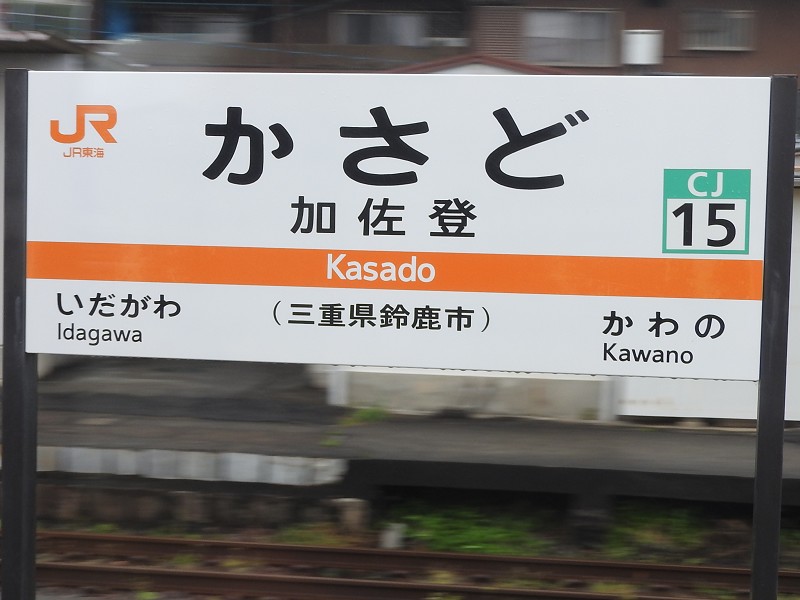 JR
JR東海
かさど
加佐登
CJ
15
Kasado
いだがわ
Idagawa
(三重県鈴鹿市)
かわの
Kawano